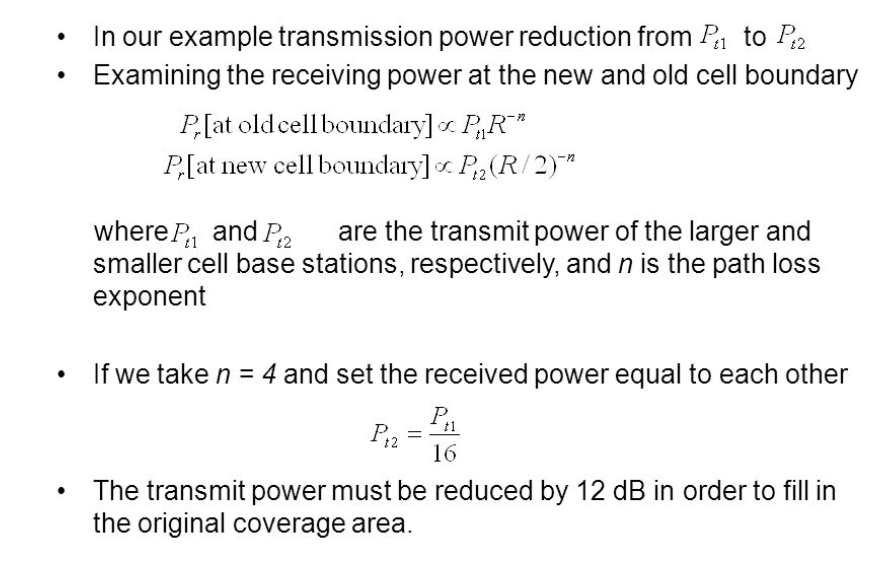 • In our example transmission power reduction from P_{t1} to P_{t2}
• Examining the receiving power at the new and old cell boundary
P_r[at old cell boundary] ∝ P_{t1}R^{-n}
P_r[at new cell boundary] ∝ P_{t2}(R/2)^{-n}
where P_{t1} and P_{t2} are the transmit power of the larger and
smaller cell base stations, respectively, and n is the path loss
exponent
• If we take n = 4 and set the received power equal to each other
P_{t2} = P_{t1}/16
• The transmit power must be reduced by 12 dB in order to fill in
the original coverage area.